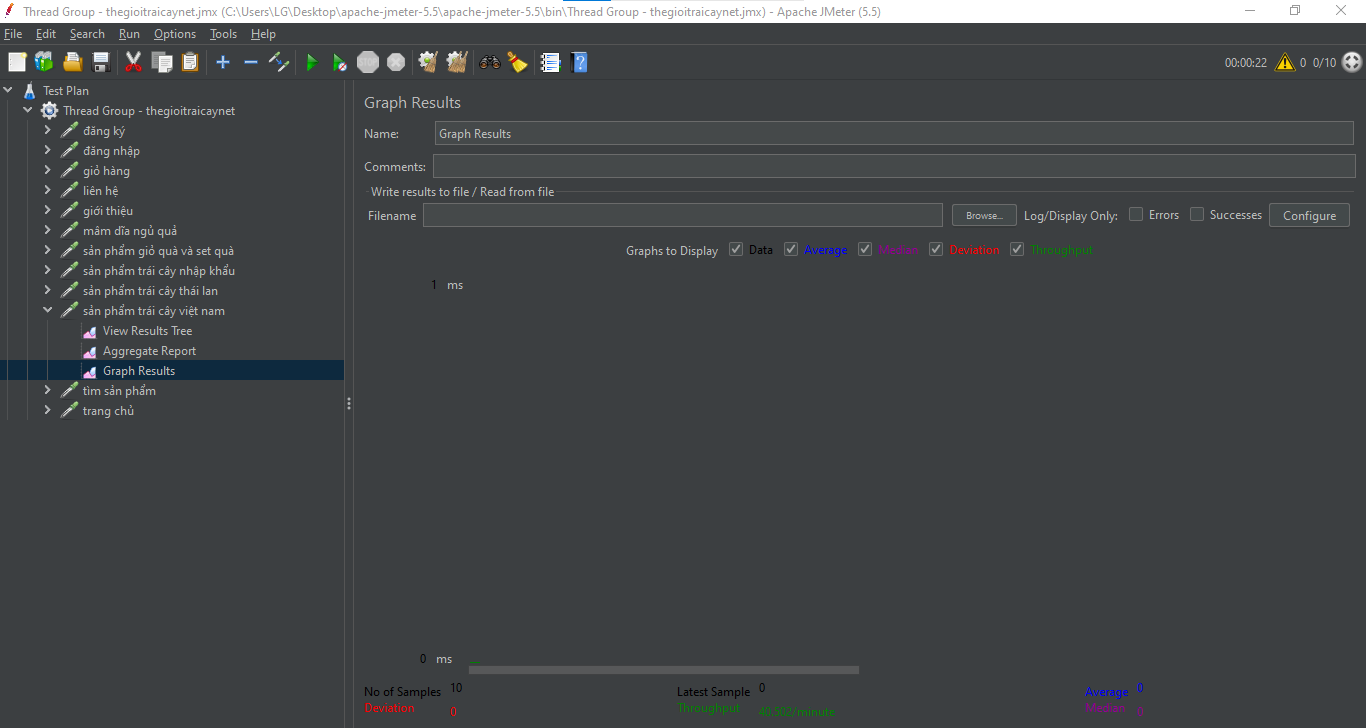 Thread Group - thegioitraicaynet.jmx (C:\Users\LG\Desktop\apache-jmeter-5.5\apache-jmeter-5.5\bin\Thread Group - thegioitraicaynet.jmx) - Apache JMeter (5.5)
File Edit Search Run Options Tools Help
STOP 00:00:22 0 0/10
Test Plan
Thread Group - thegioitraicaynet
đăng ký
đăng nhập
giỏ hàng
liên hệ
giới thiệu
mâm dĩa ngủ quả
sản phẩm giỏ quà và set quà
sản phẩm trái cây nhập khẩu
sản phẩm trái cây thái lan
sản phẩm trái cây việt nam
View Results Tree
Aggregate Report
Graph Results
tìm sản phẩm
trang chủ
Graph Results
Name: Graph Results
Comments:
Write results to file / Read from file
Filename Browse... Log/Display Only: Errors Successes Configure
Graphs to Display Data Average Median Deviation Throughput
1 ms
0 ms
No of Samples 10 Latest Sample 0 Average 0
Deviation 0 Throughput 40.502/minute Median 0